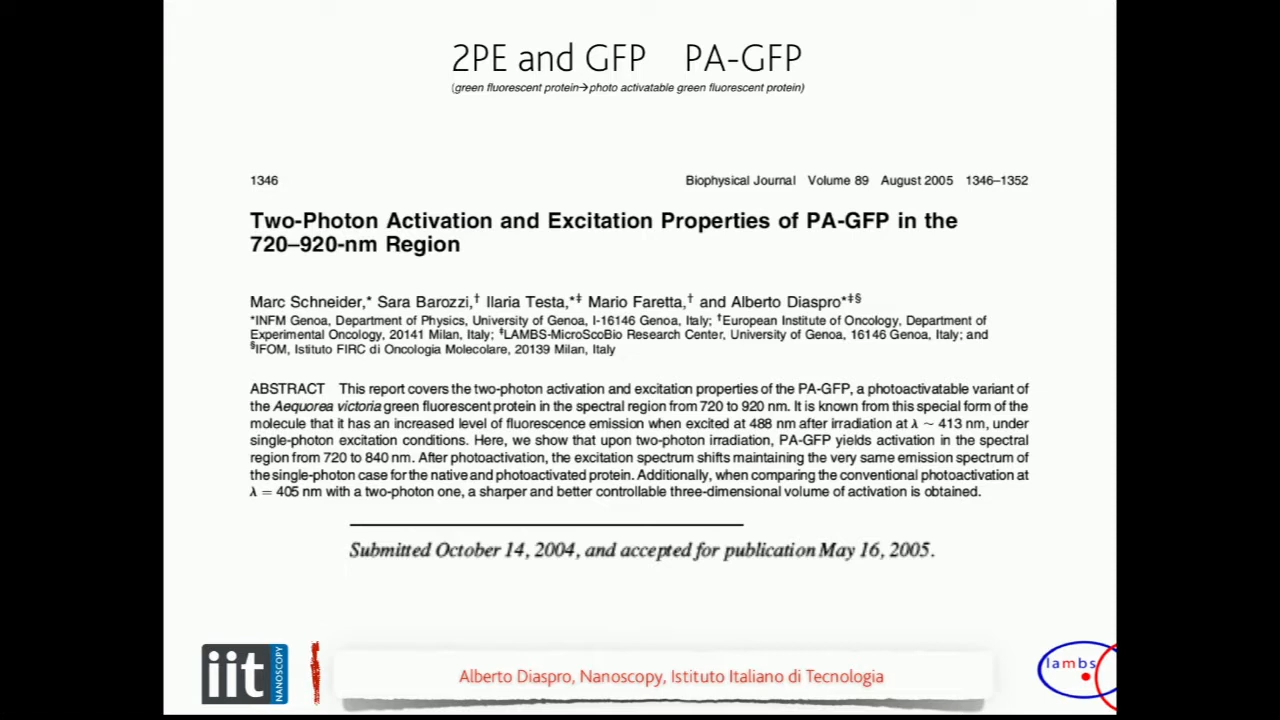 2PE and GFP PA-GFP
(green fluorescent protein→photo activatable green fluorescent protein)
1346 Biophysical Journal Volume 89 August 2005 1346–1352
Two-Photon Activation and Excitation Properties of PA-GFP in the
720–920-nm Region
Marc Schneider,* Sara Barozzi,† Ilaria Testa,*‡ Mario Faretta,† and Alberto Diaspro*‡§
*INFM Genoa, Department of Physics, University of Genoa, I-16146 Genoa, Italy; †European Institute of Oncology, Department of
Experimental Oncology, 20141 Milan, Italy; ‡LAMBS-MicroScoBio Research Center, University of Genoa, 16146 Genoa, Italy; and
§IFOM, Istituto FIRC di Oncologia Molecolare, 20139 Milan, Italy
ABSTRACT This report covers the two-photon activation and excitation properties of the PA-GFP, a photoactivatable variant of
the Aequorea victoria green fluorescent protein in the spectral region from 720 to 920 nm. It is known from this special form of the
molecule that it has an increased level of fluorescence emission when excited at 488 nm after irradiation at λ ~ 413 nm, under
single-photon excitation conditions. Here, we show that upon two-photon irradiation, PA-GFP yields activation in the spectral
region from 720 to 840 nm. After photoactivation, the excitation spectrum shifts maintaining the very same emission spectrum of
the single-photon case for the native and photoactivated protein. Additionally, when comparing the conventional photoactivation at
λ = 405 nm with a two-photon one, a sharper and better controllable three-dimensional volume of activation is obtained.
Submitted October 14, 2004, and accepted for publication May 16, 2005.
iit NANOSCOPY
Alberto Diaspro, Nanoscopy, Istituto Italiano di Tecnologia
lambs